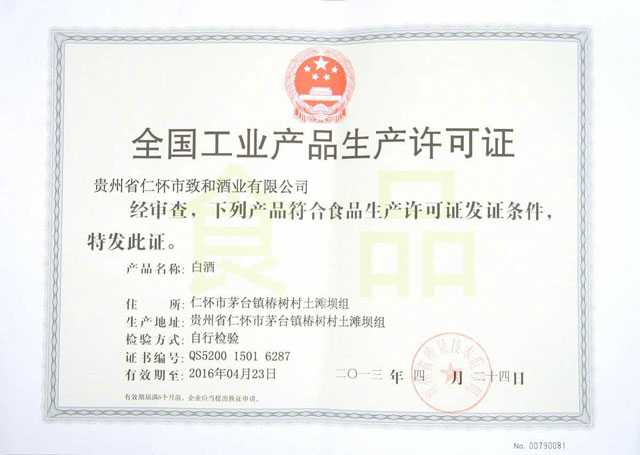 全国工业产品生产许可证
贵州省仁怀市致和酒业有限公司
经审查，下列产品符合食品生产许可证发证条件，
特发此证。
食品
产品名称：白酒
住 所：仁怀市茅台镇椿树村土滩坝组
生产地址：贵州省仁怀市茅台镇椿树村土滩坝组
检验方式：自行检验
证书编号：QS5200 1501 6287
有效期至：2016年04月23日
二〇一三 年 四 月 二十四日
有效期届满6个月前，企业应当提出换证申请。
No. 00790081